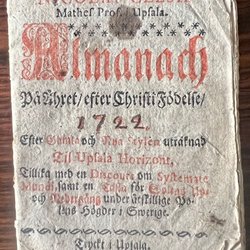 Mathes. Prof. Upsala.
Almanach
På Åhret/ efter Christi Födelse/
1722.
Efter Gamla och Nya Stylen uträknad
Til Upsala Horizont,
Tillika med en Discours om Systemate
Mundi, samt en Tafla för Solens Up-
och Nedergång under åtskillige Po-
lus Högder i Swerige.
Tryckt i Upsala.